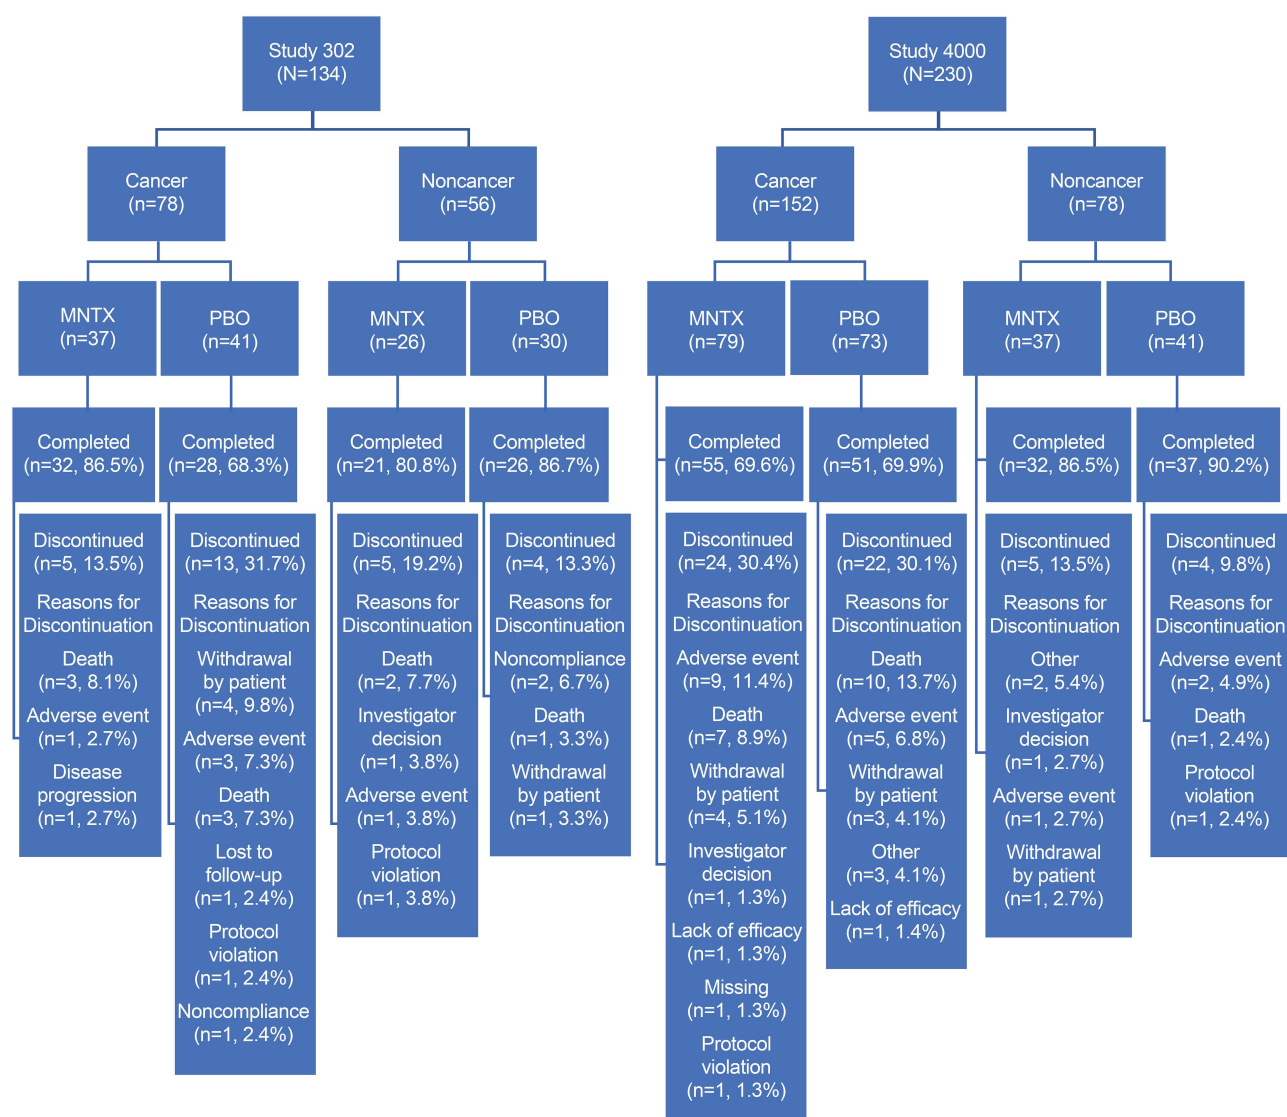 Study 302
(N=134)
Cancer
(n=78)
Noncancer
(n=56)
MNTX
(n=37)
PBO
(n=41)
MNTX
(n=26)
PBO
(n=30)
Completed
(n=32, 86.5%)
Completed
(n=28, 68.3%)
Completed
(n=21, 80.8%)
Completed
(n=26, 86.7%)
Discontinued
(n=5, 13.5%)
Reasons for
Discontinuation
Death
(n=3, 8.1%)
Adverse event
(n=1, 2.7%)
Disease
progression
(n=1, 2.7%)
Discontinued
(n=13, 31.7%)
Reasons for
Discontinuation
Withdrawal
by patient
(n=4, 9.8%)
Adverse event
(n=3, 7.3%)
Death
(n=3, 7.3%)
Lost to
follow-up
(n=1, 2.4%)
Protocol
violation
(n=1, 2.4%)
Noncompliance
(n=1, 2.4%)
Discontinued
(n=5, 19.2%)
Reasons for
Discontinuation
Death
(n=2, 7.7%)
Investigator
decision
(n=1, 3.8%)
Adverse event
(n=1, 3.8%)
Protocol
violation
(n=1, 3.8%)
Discontinued
(n=4, 13.3%)
Reasons for
Discontinuation
Noncompliance
(n=2, 6.7%)
Death
(n=1, 3.3%)
Withdrawal
by patient
(n=1, 3.3%)
Study 4000
(N=230)
Cancer
(n=152)
Noncancer
(n=78)
MNTX
(n=79)
PBO
(n=73)
MNTX
(n=37)
PBO
(n=41)
Completed
(n=55, 69.6%)
Completed
(n=51, 69.9%)
Completed
(n=32, 86.5%)
Completed
(n=37, 90.2%)
Discontinued
(n=24, 30.4%)
Reasons for
Discontinuation
Adverse event
(n=9, 11.4%)
Death
(n=7, 8.9%)
Withdrawal
by patient
(n=4, 5.1%)
Investigator
decision
(n=1, 1.3%)
Lack of efficacy
(n=1, 1.3%)
Missing
(n=1, 1.3%)
Protocol
violation
(n=1, 1.3%)
Discontinued
(n=22, 30.1%)
Reasons for
Discontinuation
Death
(n=10, 13.7%)
Adverse event
(n=5, 6.8%)
Withdrawal
by patient
(n=3, 4.1%)
Other
(n=3, 4.1%)
Lack of efficacy
(n=1, 1.4%)
Discontinued
(n=5, 13.5%)
Reasons for
Discontinuation
Other
(n=2, 5.4%)
Investigator
decision
(n=1, 2.7%)
Adverse event
(n=1, 2.7%)
Withdrawal
by patient
(n=1, 2.7%)
Discontinued
(n=4, 9.8%)
Reasons for
Discontinuation
Adverse event
(n=2, 4.9%)
Death
(n=1, 2.4%)
Protocol
violation
(n=1, 2.4%)